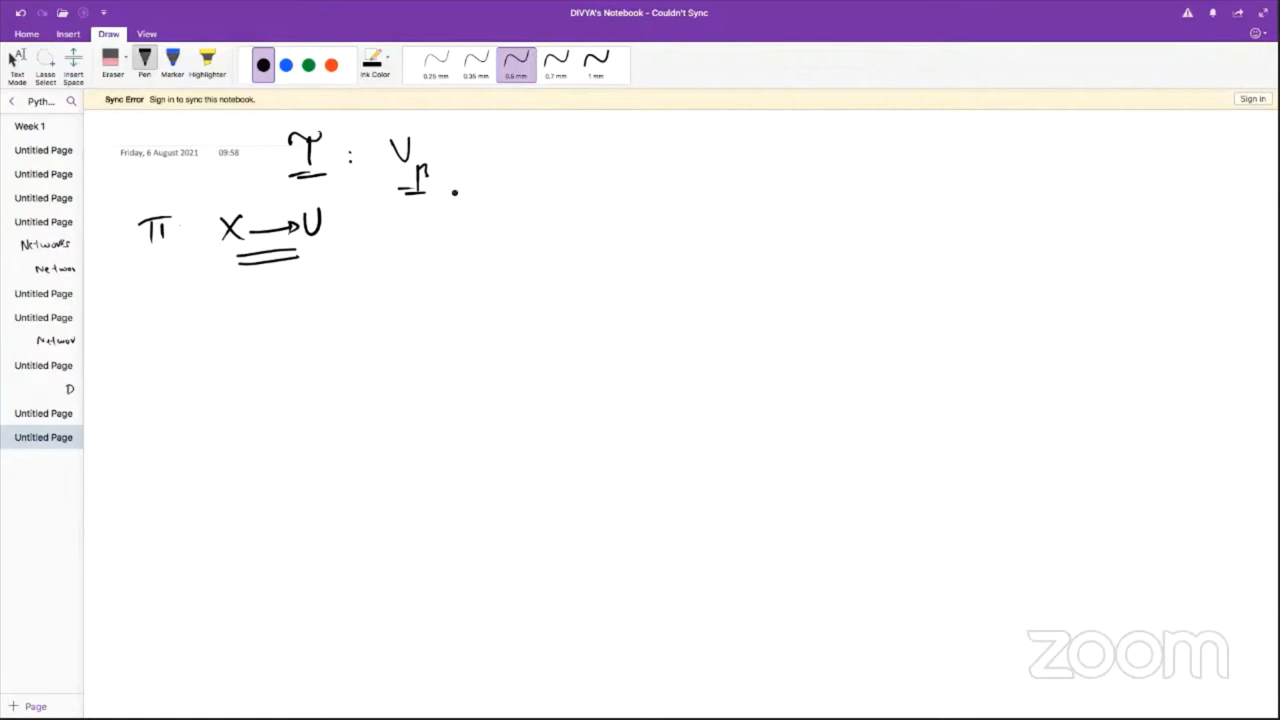 DIVYA's Notebook - Couldn't Sync
Home Insert Draw View
Text Mode
Lasso Select
Insert Space
Eraser
Pen
Marker
Highlighter
Ink Color
0.25 mm
0.35 mm
0.5 mm
0.7 mm
1 mm
Pyth...
Sync Error Sign in to sync this notebook.
Sign in
Week 1
Untitled Page
Untitled Page
Untitled Page
Untitled Page
Networks
Networ
Untitled Page
Untitled Page
Networ
Untitled Page
D
Untitled Page
Untitled Page
+ Page
Friday, 6 August 2021 09:58
: V
π X → U
zoom